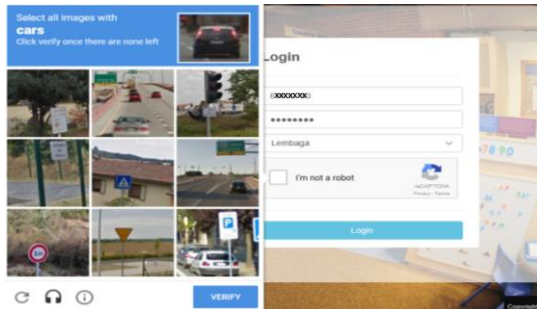 Select all images with
cars
Click verify once there are none left
VERIFY
Login
Lembaga
I'm not a robot
reCAPTCHA
Privacy - Terms
Login
Copyright